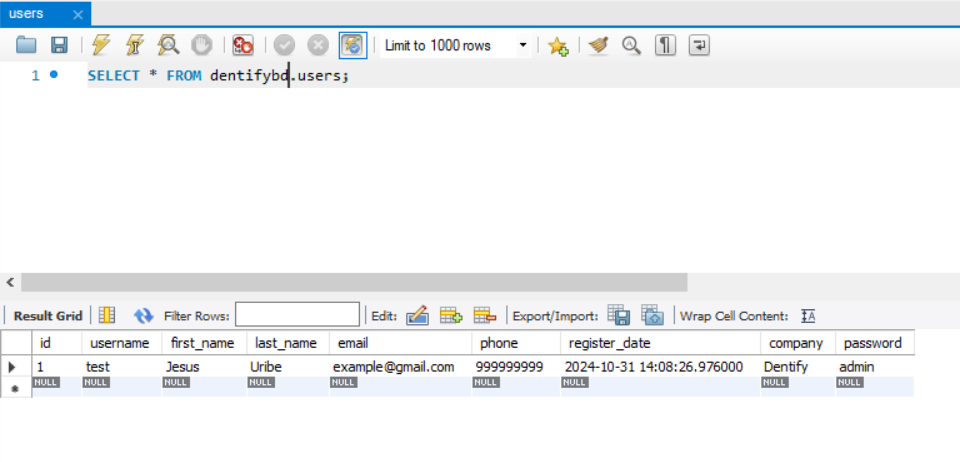 users
Limit to 1000 rows
1 SELECT * FROM dentifybd.users;
Result Grid Filter Rows: Edit: Export/Import: Wrap Cell Content: IA
id username first_name last_name email phone register_date company password
1 test Jesus Uribe example@gmail.com 999999999 2024-10-31 14:08:26.976000 Dentify admin
NULL NULL NULL NULL NULL NULL NULL NULL NULL